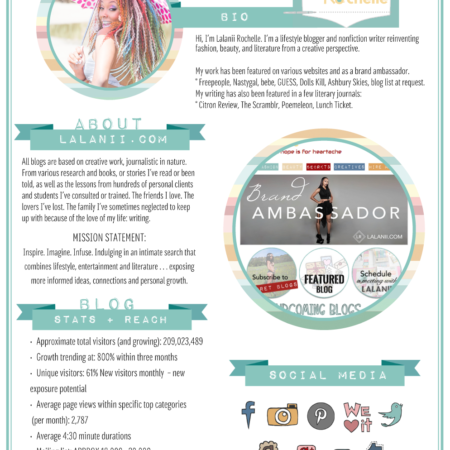 Rochelle
BIO
Hi, I'm Lalanii Rochelle. I'm a lifestyle blogger and nonfiction writer reinventing
fashion, beauty, and literature from a creative perspective.
My work has been featured on various websites and as a brand ambassador.
* Freepeople, Nastygal, bebe, GUESS, Dolls Kill, Ashbury Skies, blog list at request.
My writing has also been featured in a few literary journals:
* Citron Review, The Scramblr, Poemeleon, Lunch Ticket.
ABOUT
LALANII.COM
All blogs are based on creative work, journalistic in nature.
From various research and books, or stories I've read or been
told, as well as the lessons from hundreds of personal clients
and students I've consulted or trained. The friends I love. The
lovers I've lost. The family I've sometimes neglected to keep
up with because of the love of my life: writing.
MISSION STATEMENT:
Inspire. Imagine. Infuse. Indulging in an intimate search that
combines lifestyle, entertainment and literature . . . exposing
more informed ideas, connections and personal growth.
is for heartache
SECRETS
Brand
AMBASSADOR
LALANII.COM
Subscribe to
SECRET BLOGS
FEATURED
BLOG
Schedule
a meeting with
LALANII
UPCOMING BLOGS
BLOG
STATS + REACH
· Approximate total visitors (and growing): 209,023,489
· Growth trending at: 800% within three months
· Unique visitors: 61% New visitors monthly - new
exposure potential
· Average page views within specific top categories
(per month): 2,787
· Average 4:30 minute durations
SOCIAL MEDIA
We
it